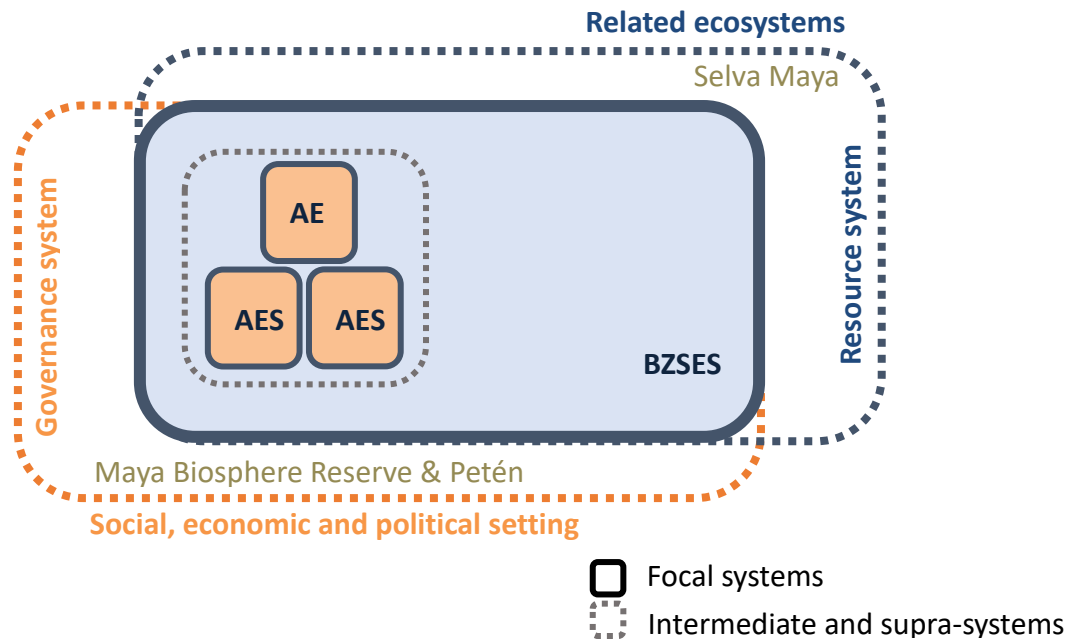 Related ecosystems
Selva Maya
Governance system
AE
AES AES
BZSES
Resource system
Maya Biosphere Reserve & Petén
Social, economic and political setting
Focal systems
Intermediate and supra-systems